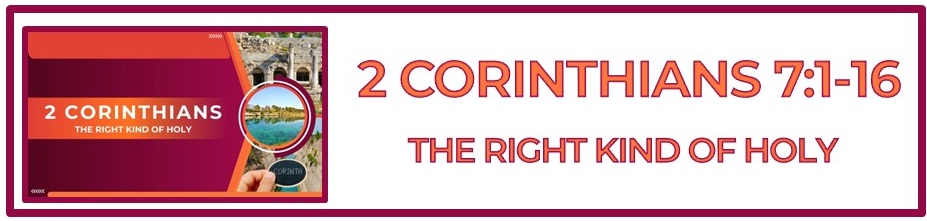 2 CORINTHIANS
THE RIGHT KIND OF HOLY
CORINTH
2 CORINTHIANS 7:1-16
THE RIGHT KIND OF HOLY